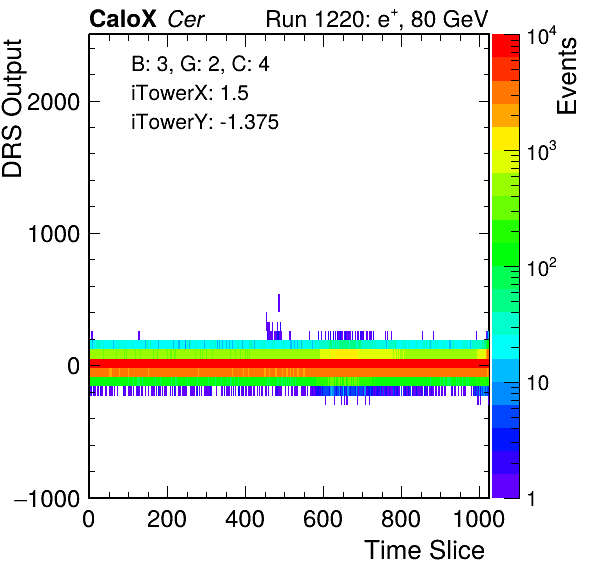 CaloX Cer Run 1220: e⁺, 80 GeV
B: 3, G: 2, C: 4
iTowerX: 1.5
iTowerY: -1.375
DRS Output
2000
1000
0
−1000
0 200 400 600 800 1000
Time Slice
Events
10⁴
10³
10²
10
1